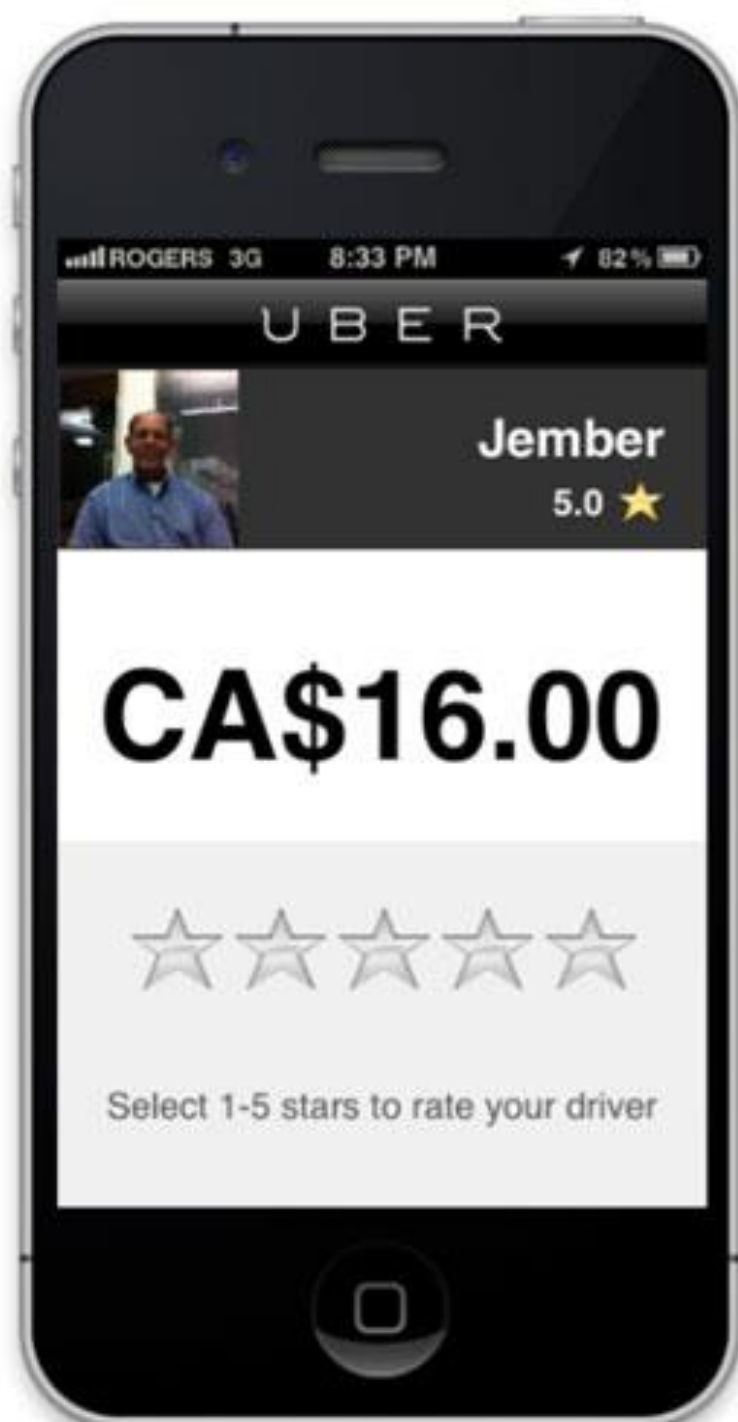 ROGERS 3G 8:33 PM 82%
UBER
Jember
5.0
CA$16.00
Select 1-5 stars to rate your driver